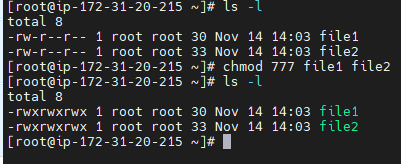 [root@ip-172-31-20-215 ~]# ls -l
total 8
-rw-r--r-- 1 root root 30 Nov 14 14:03 file1
-rw-r--r-- 1 root root 33 Nov 14 14:03 file2
[root@ip-172-31-20-215 ~]# chmod 777 file1 file2
[root@ip-172-31-20-215 ~]# ls -l
total 8
-rwxrwxrwx 1 root root 30 Nov 14 14:03 file1
-rwxrwxrwx 1 root root 33 Nov 14 14:03 file2
[root@ip-172-31-20-215 ~]#